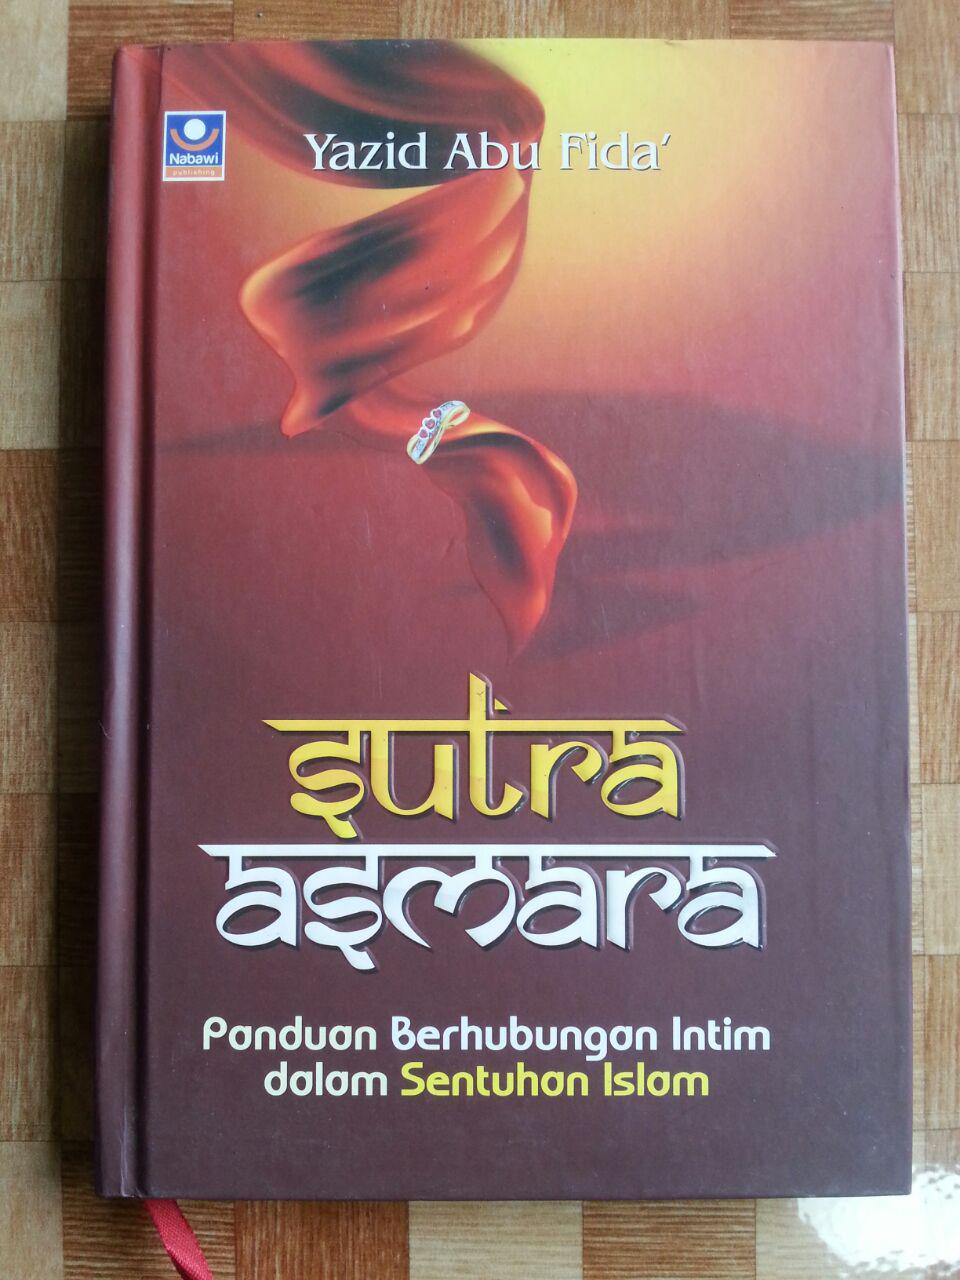 Nabawi
publishing
Yazid Abu Fida'
sutra
asmara
Panduan Berhubungan Intim
dalam Sentuhan Islam